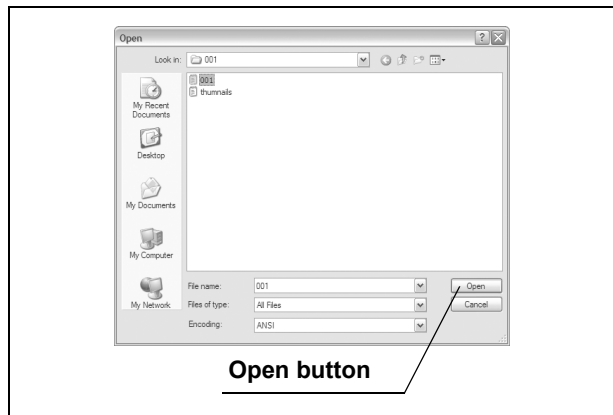 Open
Look in: 001
001
thumnails
My Recent
Documents
Desktop
My Documents
My Computer
My Network
File name: 001 Open
Files of type: All Files Cancel
Encoding: ANSI
Open button